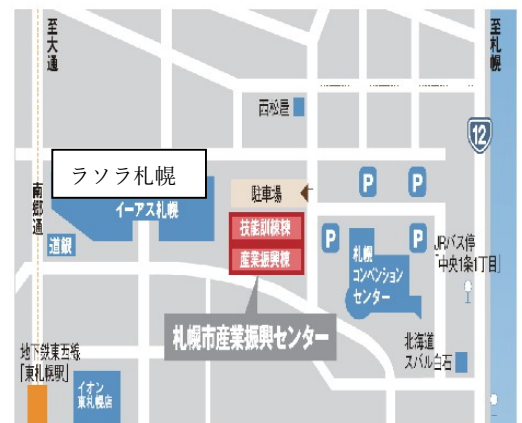 至大通
至札幌
西松屋
12
ラソラ札幌
駐車場
P
P
南郷通
イーアス札幌
技能訓練棟
道銀
産業振興棟
P
P
札幌
コンベンション
センター
JRバス停
「中央1条1丁目」
札幌市産業振興センター
地下鉄東西線
「東札幌駅」
北海道
スバル白石
イオン
東札幌店